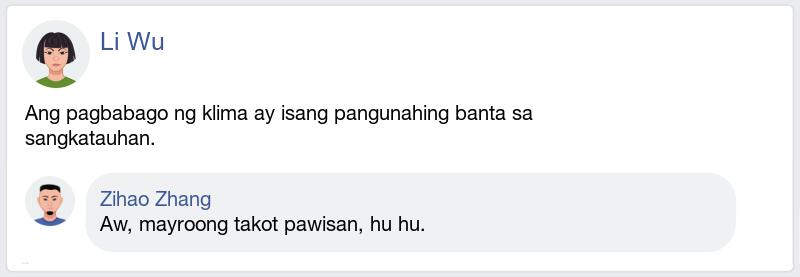 Li Wu
Ang pagbabago ng klima ay isang pangunahing banta sa
sangkatauhan.
Zihao Zhang
Aw, mayroong takot pawisan, hu hu.